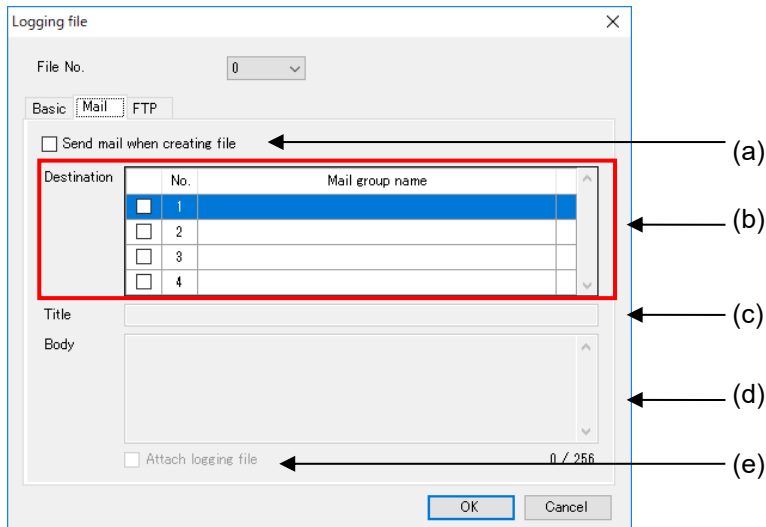 Logging file
File No. 0
Basic Mail FTP
Send mail when creating file
(a)
Destination No. Mail group name
1
(b)
2
3
4
Title
(c)
Body
(d)
Attach logging file 0 / 256
(e)
OK Cancel